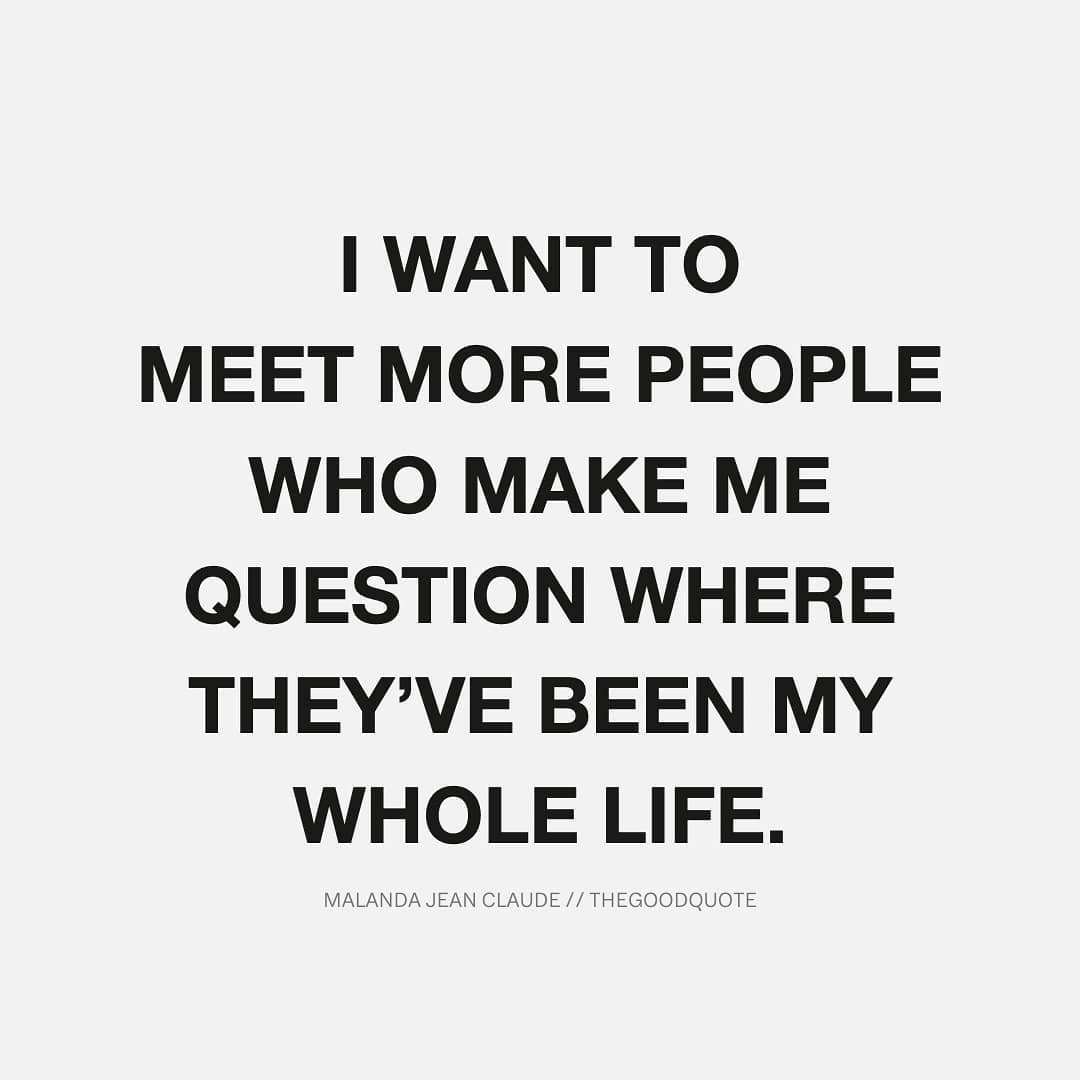 I WANT TO
MEET MORE PEOPLE
WHO MAKE ME
QUESTION WHERE
THEY’VE BEEN MY
WHOLE LIFE.
MALANDA JEAN CLAUDE // THEGOODQUOTE